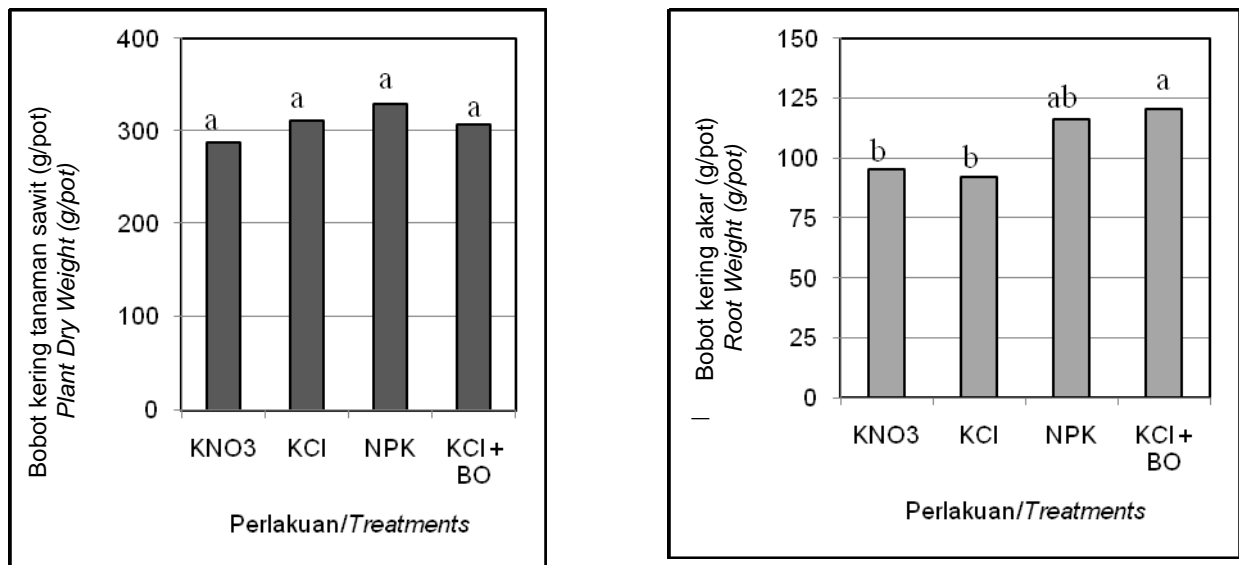 Bobot kering tanaman sawit (g/pot)
Plant Dry Weight (g/pot)
400
300
200
100
0
a
a
a
a
KNO3
KCl
NPK
KCl +
BO
Perlakuan/Treatments
Bobot kering akar (g/pot)
Root Weight (g/pot)
150
125
100
75
50
25
0
b
b
ab
a
KNO3
KCl
NPK
KCl +
BO
Perlakuan/Treatments